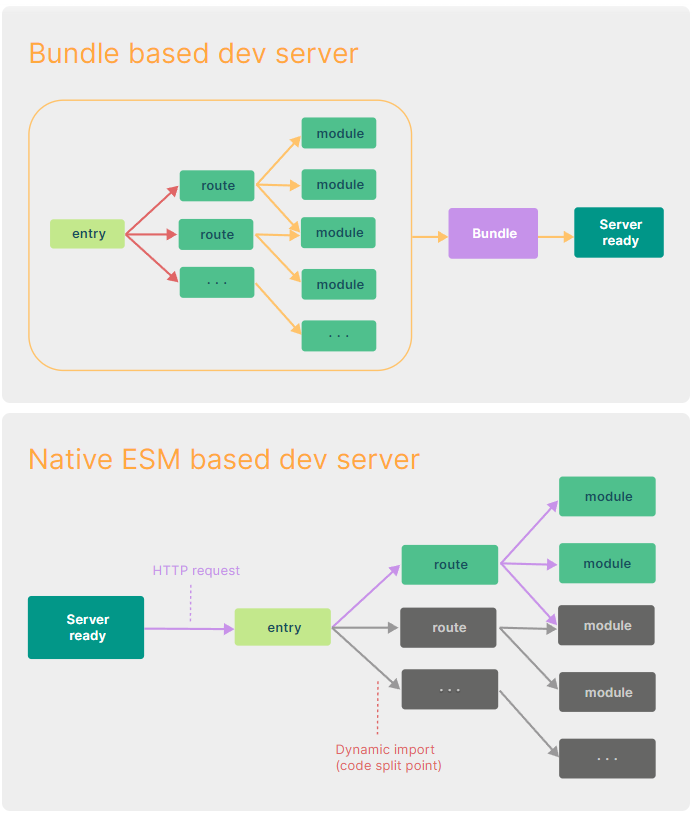 Bundle based dev server
entry
route
route
· · ·
module
module
module
module
· · ·
Bundle
Server
ready
Native ESM based dev server
Server
ready
HTTP request
entry
route
route
· · ·
Dynamic import
(code split point)
module
module
module
module
· · ·